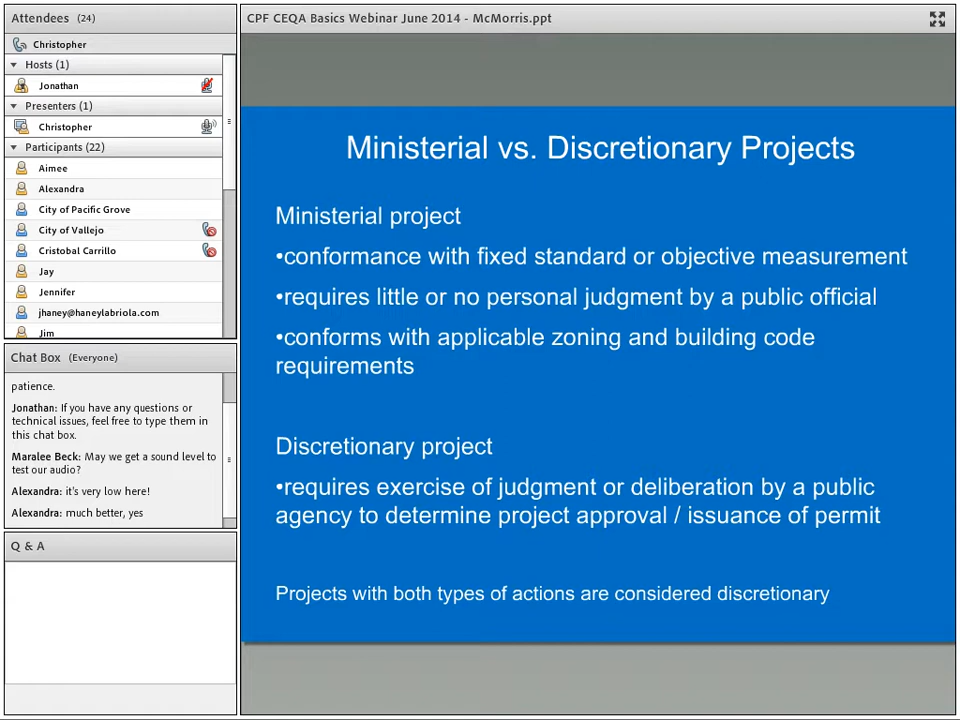 Attendees (24)
Christopher
Hosts (1)
Jonathan
Presenters (1)
Christopher
Participants (22)
Aimee
Alexandra
City of Pacific Grove
City of Vallejo
Cristobal Carrillo
Jay
Jennifer
jhaney@haneylabriola.com
Jim
Chat Box (Everyone)
patience.
Jonathan: If you have any questions or
technical issues, feel free to type them in
this chat box.
Maralee Beck: May we get a sound level to
test our audio?
Alexandra: it's very low here!
Alexandra: much better, yes
Q & A
CPF CEQA Basics Webinar June 2014 - McMorris.ppt
Ministerial vs. Discretionary Projects
Ministerial project
•conformance with fixed standard or objective measurement
•requires little or no personal judgment by a public official
•conforms with applicable zoning and building code
requirements
Discretionary project
•requires exercise of judgment or deliberation by a public
agency to determine project approval / issuance of permit
Projects with both types of actions are considered discretionary